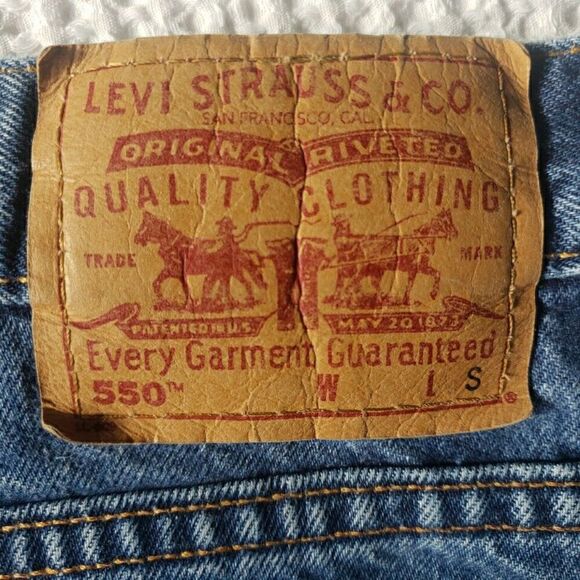 LEVI STRAUSS & CO.
SAN FRANCISCO, CAL.
ORIGINAL RIVETED
QUALITY CLOTHING
TRADE MARK
PATENTED IN U.S. MAY 20 1873
Every Garment Guaranteed
550™ W L S
®